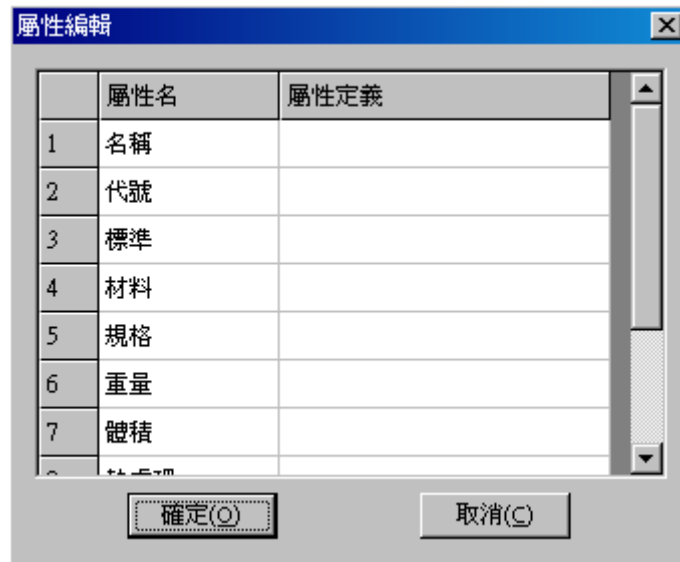 屬性編輯
屬性名 屬性定義
1 名稱
2 代號
3 標準
4 材料
5 規格
6 重量
7 體積
確定(O)
取消(C)